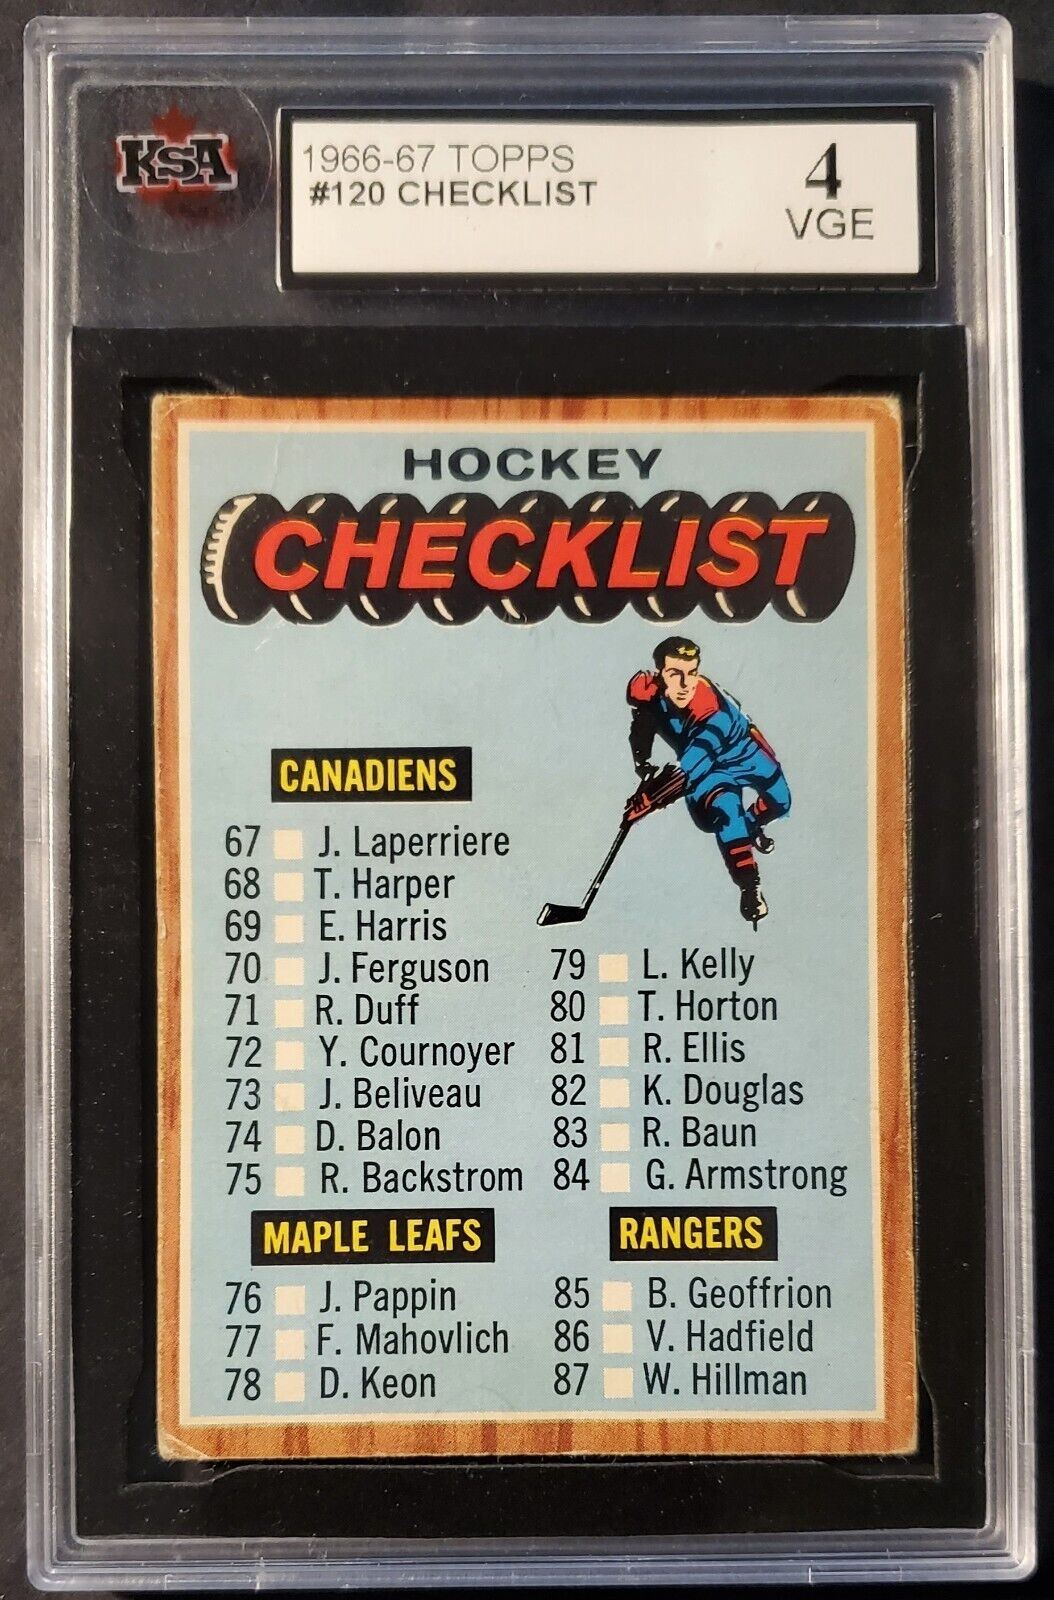 KSA
1966-67 TOPPS
#120 CHECKLIST
4
VGE
HOCKEY
CHECKLIST
CANADIENS
67 J. Laperriere
68 T. Harper
69 E. Harris
70 J. Ferguson
71 R. Duff
72 Y. Cournoyer
73 J. Beliveau
74 D. Balon
75 R. Backstrom
MAPLE LEAFS
76 J. Pappin
77 F. Mahovlich
78 D. Keon
79 L. Kelly
80 T. Horton
81 R. Ellis
82 K. Douglas
83 R. Baun
84 G. Armstrong
RANGERS
85 B. Geoffrion
86 V. Hadfield
87 W. Hillman